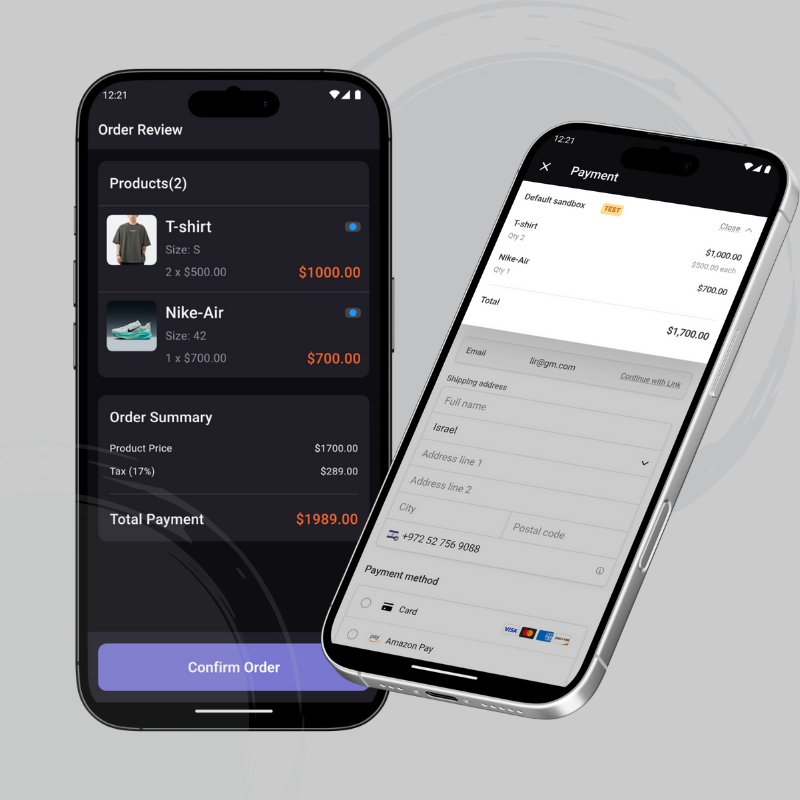 12:21
Order Review
Products(2)
T-shirt
Size: S
2 x $500.00 $1000.00
Nike-Air
Size: 42
1 x $700.00 $700.00
Order Summary
Product Price $1700.00
Tax (17%) $289.00
Total Payment $1989.00
Confirm Order
12:21
Payment
Default sandbox TEST
Close
T-shirt $1,000.00
Qty 2 $500.00 each
Nike-Air $700.00
Qty 1
Total $1,700.00
Email lir@gm.com Continue with Link
Shipping address
Full name
Israel
Address line 1
Address line 2
City Postal code
+972 52 756 9088
Payment method
Card VISA
pay Amazon Pay